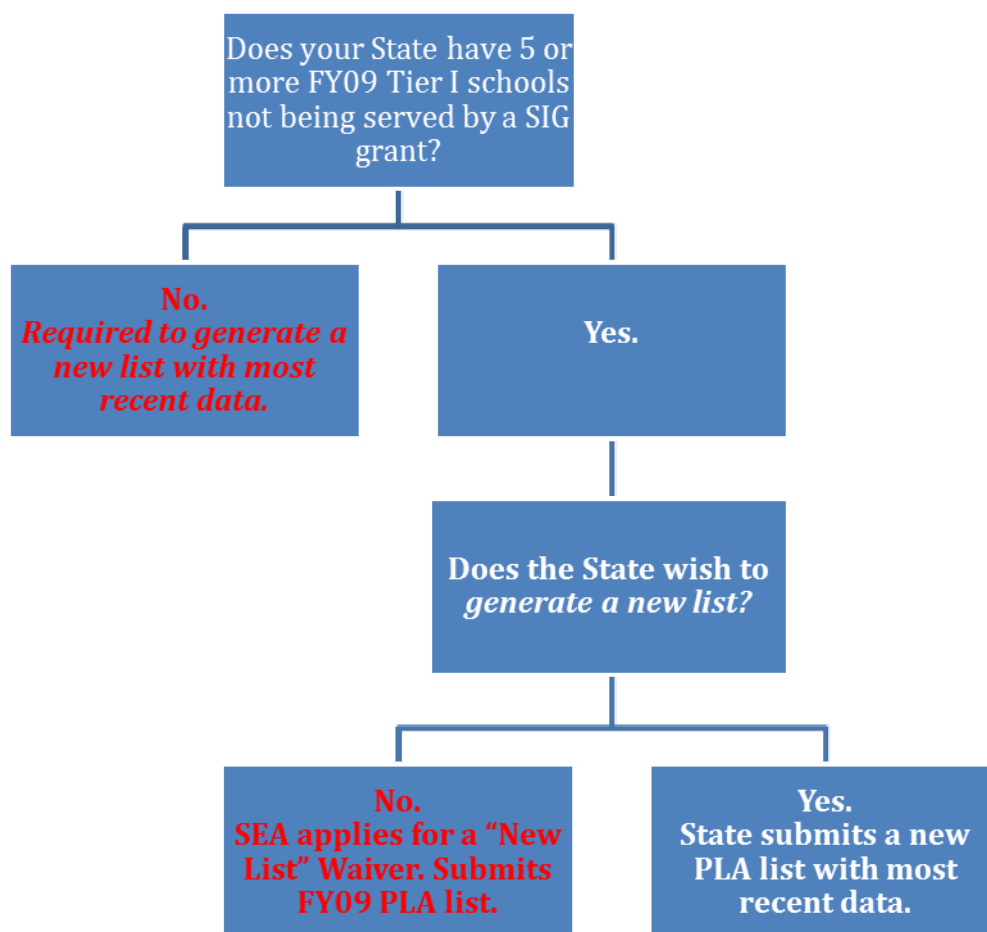 Does your State have 5 or
more FY09 Tier I schools
not being served by a SIG
grant?
No.
Required to generate a
new list with most
recent data.
Yes.
Does the State wish to
generate a new list?
No.
SEA applies for a “New
List” Waiver. Submits
FY09 PLA list.
Yes.
State submits a new
PLA list with most
recent data.